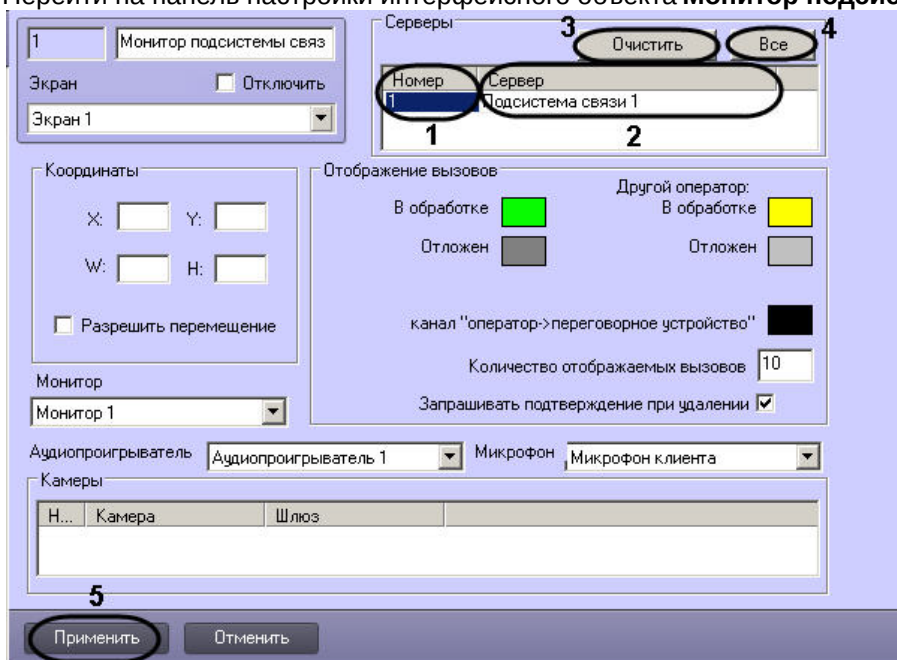 Перейти на панель настройки интерфейсного объекта Монитор подсис
1 Монитор подсистемы связ
Экран Отключить
Экран 1
Серверы
3 4
Очистить Все
Номер Сервер
1 Подсистема связи 1
1 2
Координаты
X: Y:
W: H:
Разрешить перемещение
Отображение вызовов
Другой оператор:
В обработке В обработке
Отложен Отложен
канал "оператор->переговорное устройство"
Количество отображаемых вызовов 10
Запрашивать подтверждение при удалении
Монитор
Монитор 1
Аудиопроигрыватель Аудиопроигрыватель 1 Микрофон Микрофон клиента
Камеры
Н... Камера Шлюз
5
Применить Отменить